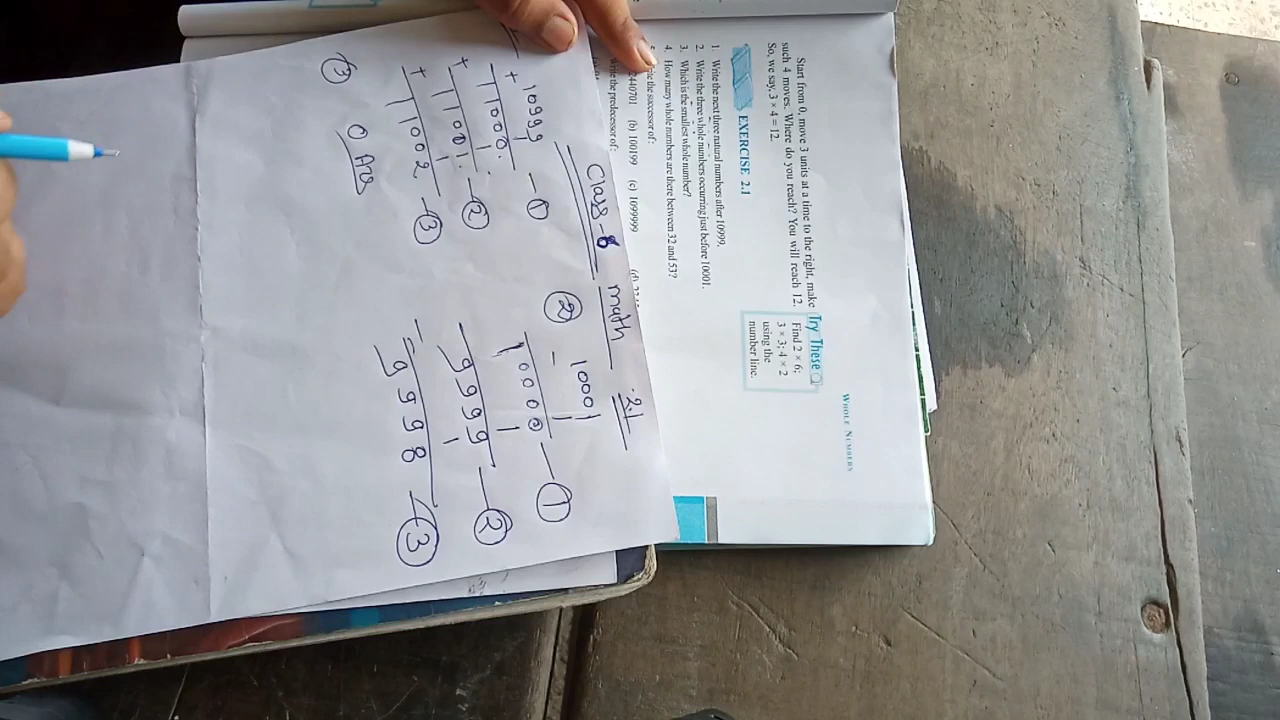 WHOLE NUMBERS
Start from 0, move 3 units at a time to the right, make
such 4 moves. Where do you reach? You will reach 12.
So, we say, 3 × 4 = 12.
Try These
Find 2 × 6;
3 × 3; 4 × 2
using the
number line.
EXERCISE 2.1
1 Write the next three natural numbers after 10999.
2. Write the three whole numbers occurring just before 10001.
3. Which is the smallest whole number?
4. How many whole numbers are there between 32 and 53?
the successor of :
2440701 (b) 100199 (c) 1099999 (d)
Write the predecessor of :
Class-6 math 2.1
10999
+ 1
11000 - 1
+ 1
11001 - 2
+ 1
11002 - 3
2 10001
- 1
10000 - 1
1
9999 - 2
- 1
9998 - 3
3 0 Ans